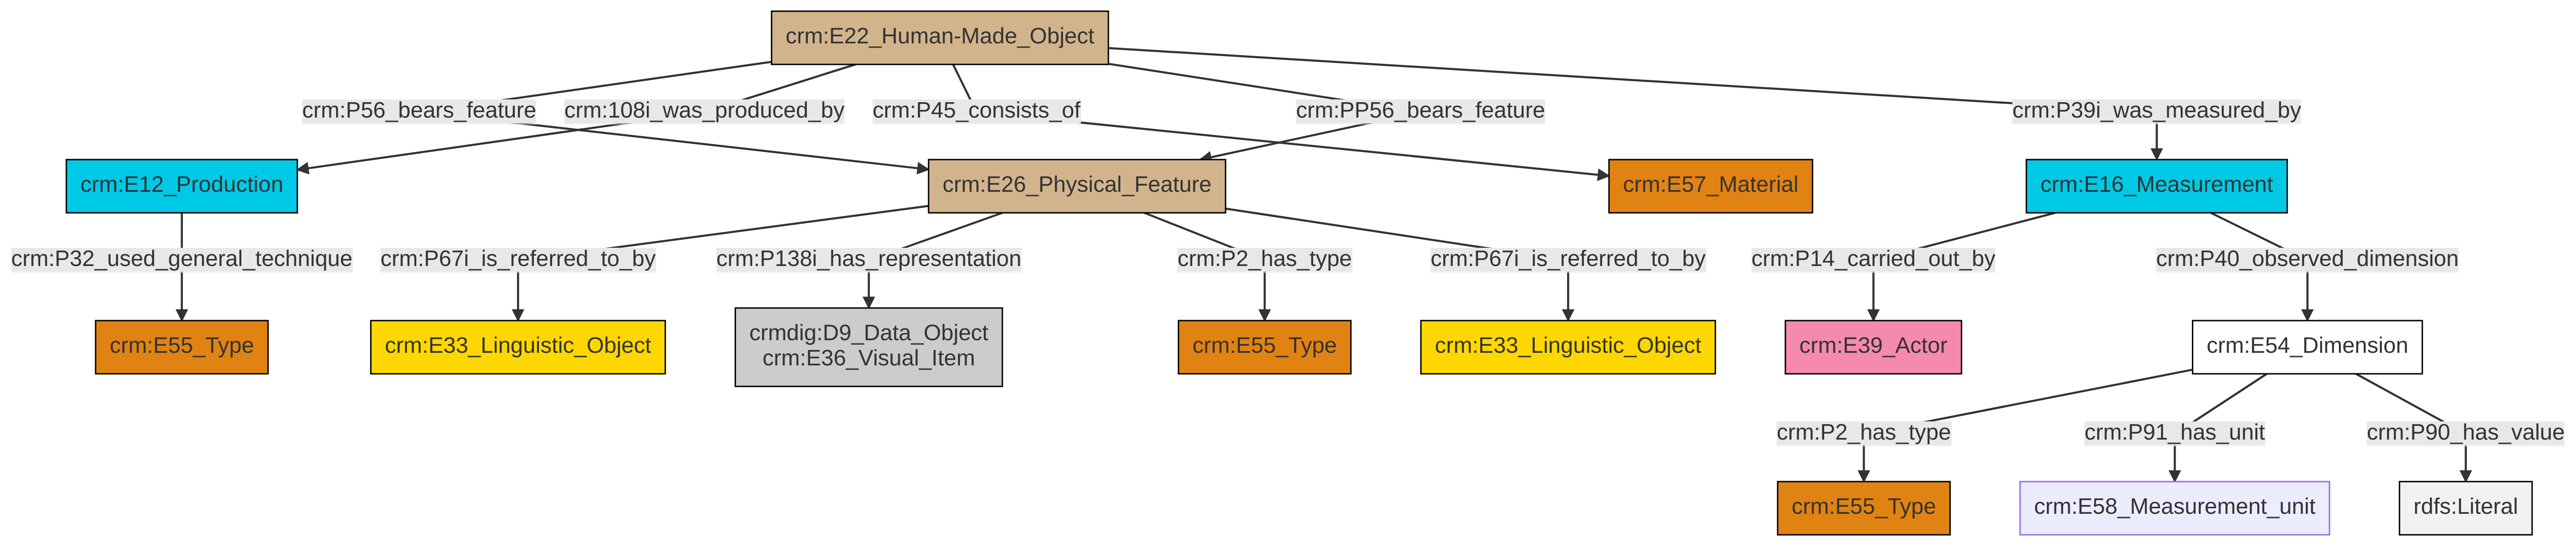 crm:E22_Human-Made_Object
crm:P56_bears_feature
crm:108i_was_produced_by
crm:P45_consists_of
crm:PP56_bears_feature
crm:P39i_was_measured_by
crm:E12_Production
crm:E26_Physical_Feature
crm:E57_Material
crm:E16_Measurement
crm:P32_used_general_technique
crm:P67i_is_referred_to_by
crm:P138i_has_representation
crm:P2_has_type
crm:P67i_is_referred_to_by
crm:P14_carried_out_by
crm:P40_observed_dimension
crm:E55_Type
crm:E33_Linguistic_Object
crmdig:D9_Data_Object
crm:E36_Visual_Item
crm:E55_Type
crm:E33_Linguistic_Object
crm:E39_Actor
crm:E54_Dimension
crm:P2_has_type
crm:P91_has_unit
crm:P90_has_value
crm:E55_Type
crm:E58_Measurement_unit
rdfs:Literal